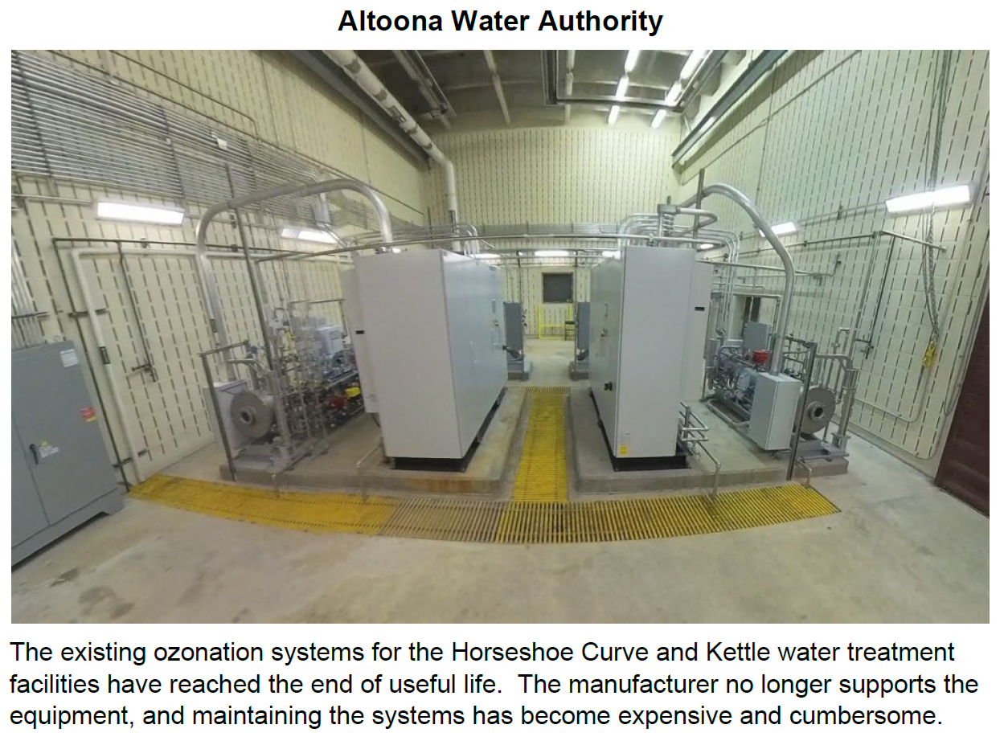 Altoona Water Authority
The existing ozonation systems for the Horseshoe Curve and Kettle water treatment
facilities have reached the end of useful life.  The manufacturer no longer supports the
equipment, and maintaining the systems has become expensive and cumbersome.